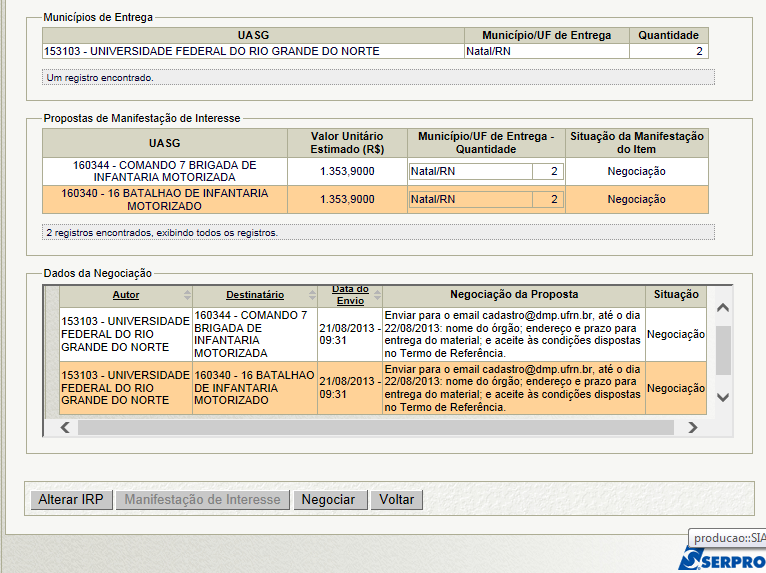 Municípios de Entrega
UASG Município/UF de Entrega Quantidade
153103 - UNIVERSIDADE FEDERAL DO RIO GRANDE DO NORTE Natal/RN 2
Um registro encontrado.
Propostas de Manifestação de Interesse
UASG
Valor Unitário
Estimado (R$)
Município/UF de Entrega -
Quantidade
Situação da Manifestação
do Item
160344 - COMANDO 7 BRIGADA DE
INFANTARIA MOTORIZADA
1.353,9000
Natal/RN 2
Negociação
160340 - 16 BATALHAO DE INFANTARIA
MOTORIZADO
1.353,9000
Natal/RN 2
Negociação
2 registros encontrados, exibindo todos os registros.
Dados da Negociação
Autor
Destinatário
Data do
Envio
Negociação da Proposta
Situação
153103 - UNIVERSIDADE
FEDERAL DO RIO
GRANDE DO NORTE
160344 - COMANDO 7
BRIGADA DE
INFANTARIA
MOTORIZADA
21/08/2013 -
09:31
Enviar para o email cadastro@dmp.ufrn.br, até o dia
22/08/2013: nome do órgão; endereço e prazo para
entrega do material; e aceite às condições dispostas
no Termo de Referência.
Negociação
153103 - UNIVERSIDADE
FEDERAL DO RIO
GRANDE DO NORTE
160340 - 16 BATALHAO
DE INFANTARIA
MOTORIZADO
21/08/2013 -
09:31
Enviar para o email cadastro@dmp.ufrn.br, até o dia
22/08/2013: nome do órgão; endereço e prazo para
entrega do material; e aceite às condições dispostas
no Termo de Referência.
Negociação
Alterar IRP Manifestação de Interesse Negociar Voltar
producao::SIA
SERPRO